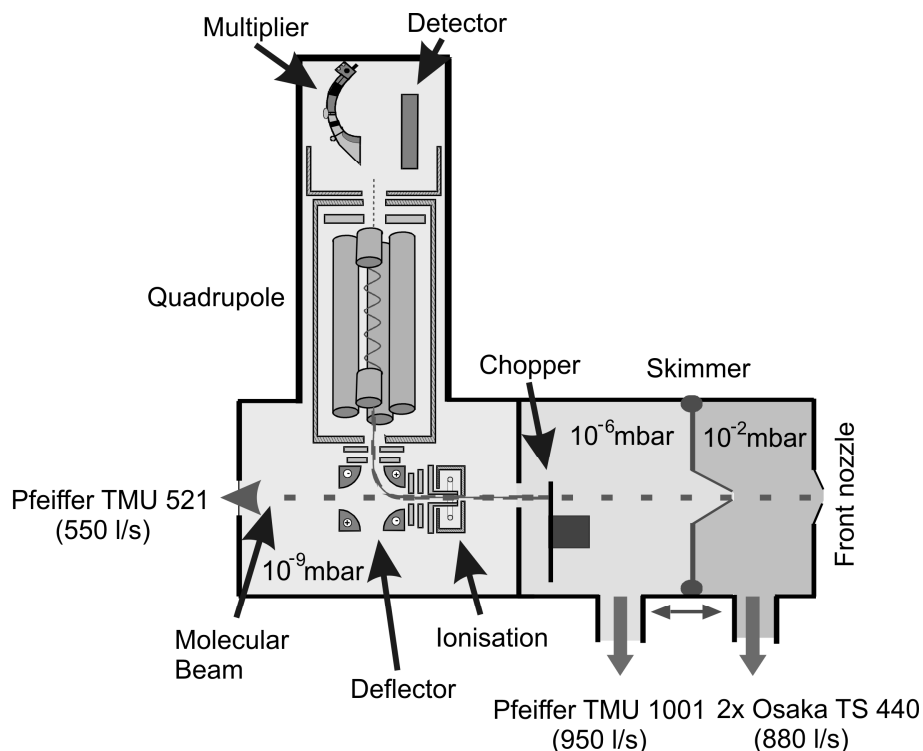 Multiplier
Detector
Quadrupole
Chopper
Skimmer
10-6mbar
10-2mbar
Front nozzle
Pfeiffer TMU 521
(550 l/s)
10-9mbar
Molecular
Beam
Deflector
Ionisation
Pfeiffer TMU 1001
(950 l/s)
2x Osaka TS 440
(880 l/s)